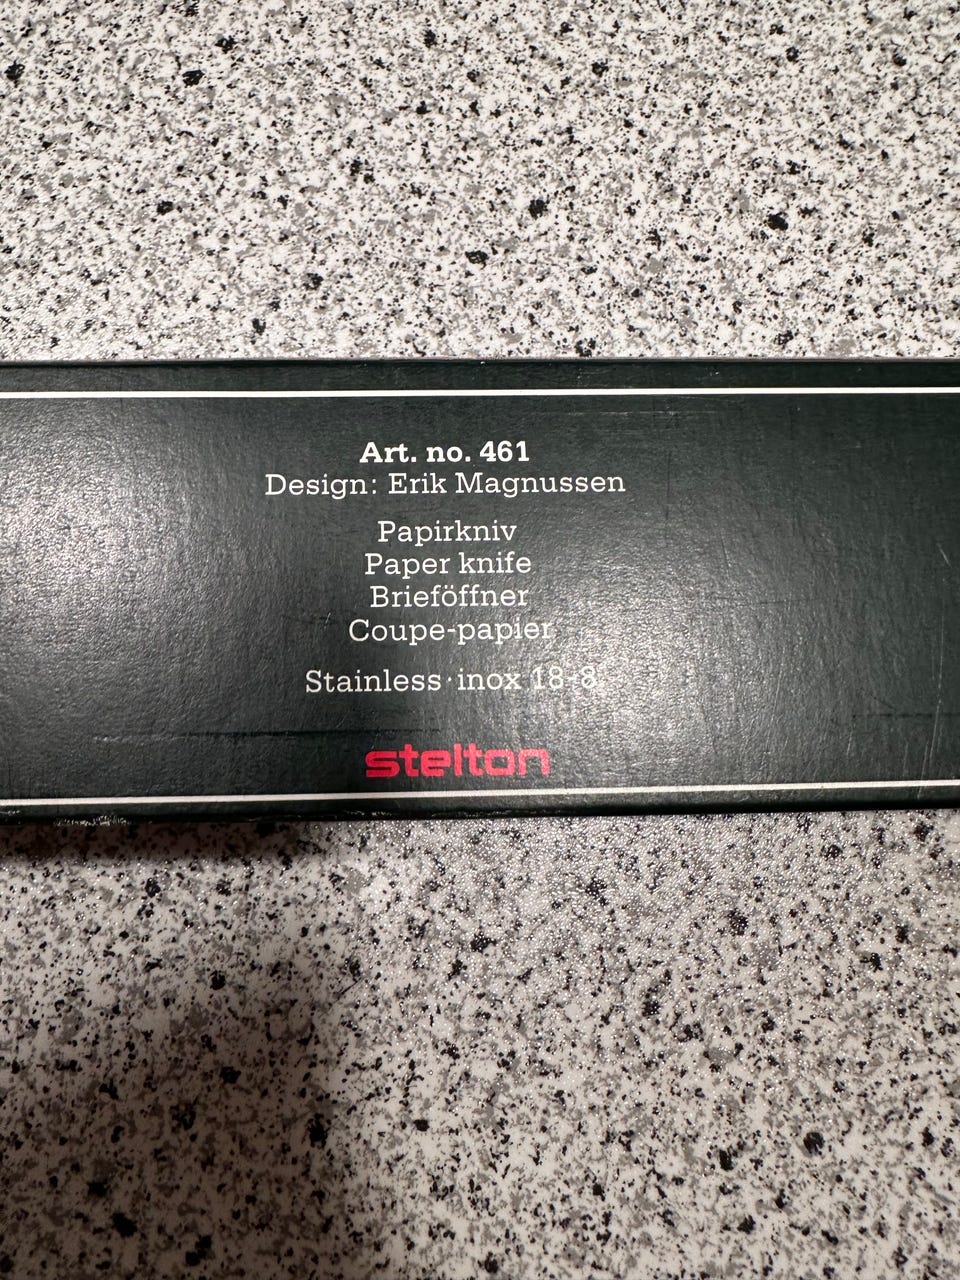 Art. no. 461
Design: Erik Magnussen
Papirkniv
Paper knife
Brieföffner
Coupe-papier
Stainless·inox 18-8
stelton